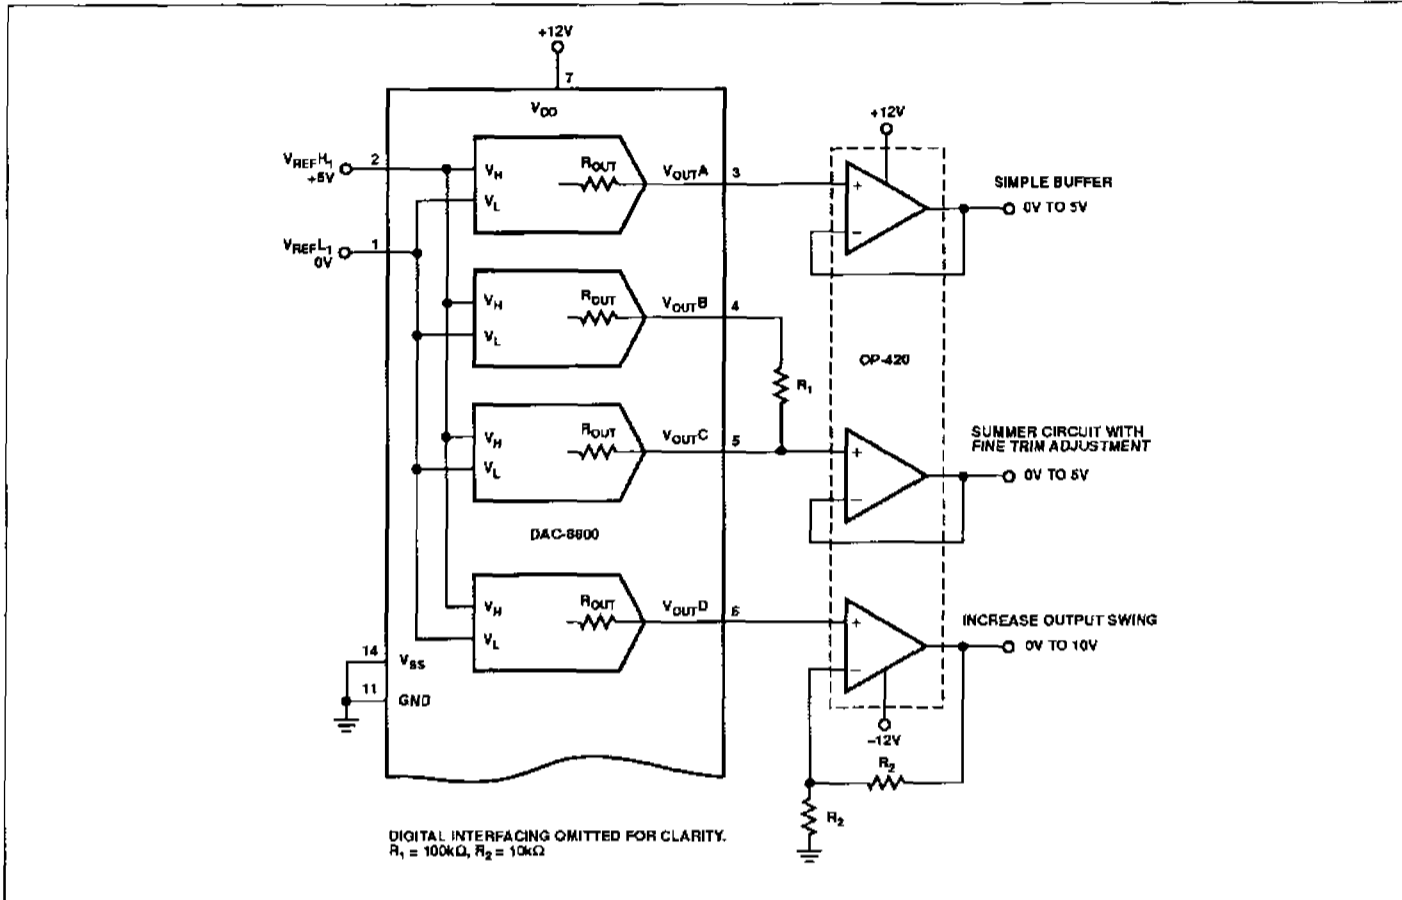 +12V
7
VDD
+12V
VREFH1
+5V
2
VH
VL
ROUT
VOUTA
3
+
−
SIMPLE BUFFER
0V TO 5V
VREFL1
0V
1
VH
VL
ROUT
VOUTB
4
R1
OP-420
VH
VL
ROUT
VOUTC
5
+
−
SUMMER CIRCUIT WITH
FINE TRIM ADJUSTMENT
0V TO 5V
DAC-8800
VH
VL
ROUT
VOUTD
6
+
−
INCREASE OUTPUT SWING
0V TO 10V
14
VSS
11
GND
−12V
R2
R2
DIGITAL INTERFACING OMITTED FOR CLARITY.
R1 = 100kΩ, R2 = 10kΩ